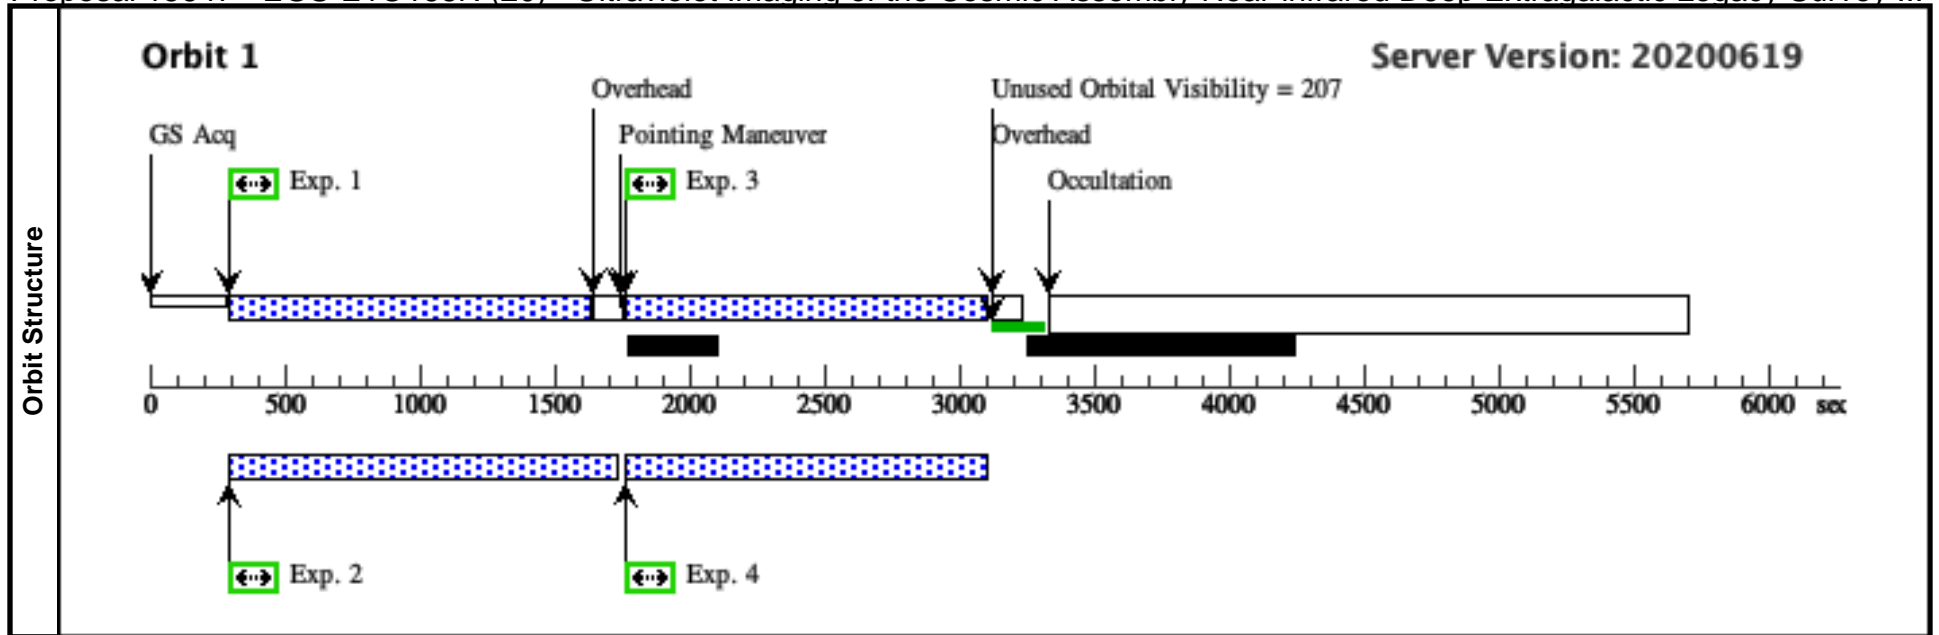 Orbit 1
Server Version: 20200619
Overhead
Unused Orbital Visibility = 207
GS Acq
Pointing Maneuver
Overhead
Exp. 1
Exp. 3
Occultation
Orbit Structure
0 500 1000 1500 2000 2500 3000 3500 4000 4500 5000 5500 6000 sec
Exp. 2
Exp. 4